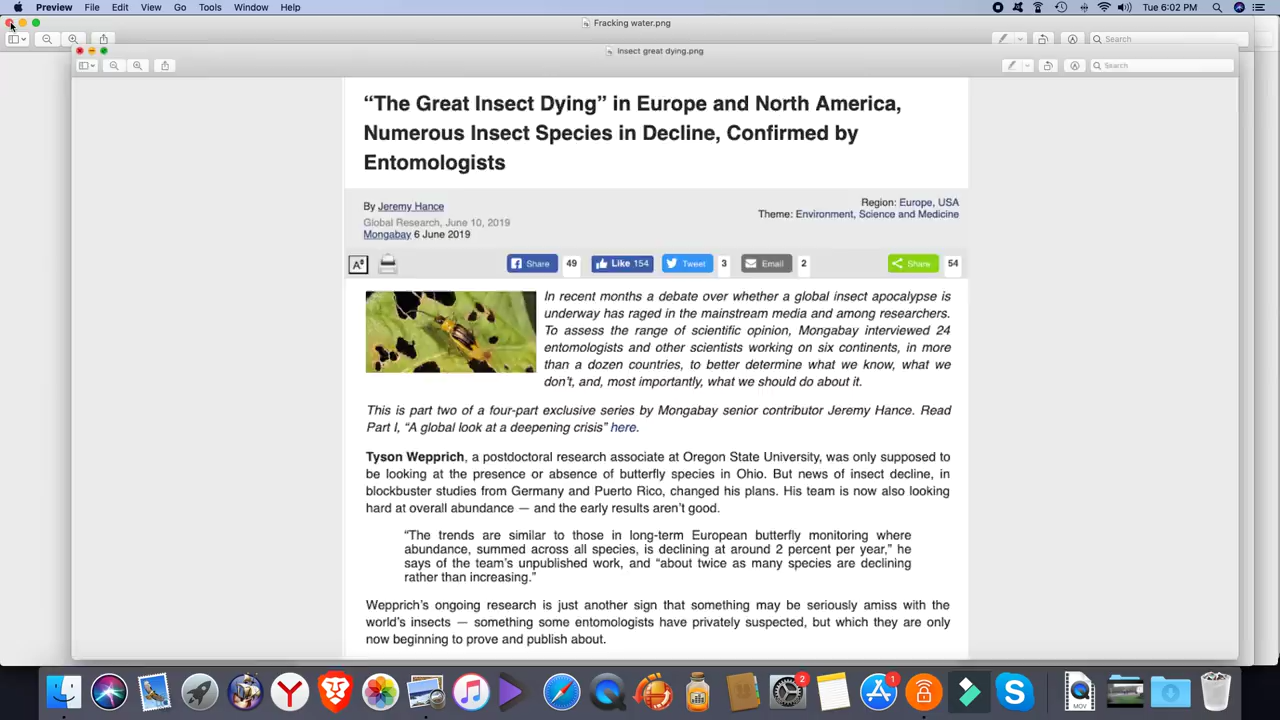 Preview File Edit View Go Tools Window Help Tue 6:02 PM
Fracking water.png
Search
Insect great dying.png
Search
“The Great Insect Dying” in Europe and North America,
Numerous Insect Species in Decline, Confirmed by
Entomologists
By Jeremy Hance
Region: Europe, USA
Global Research, June 10, 2019
Theme: Environment, Science and Medicine
Mongabay 6 June 2019
Share 49 Like 154 Tweet 3 Email 2 Share 54
In recent months a debate over whether a global insect apocalypse is
underway has raged in the mainstream media and among researchers.
To assess the range of scientific opinion, Mongabay interviewed 24
entomologists and other scientists working on six continents, in more
than a dozen countries, to better determine what we know, what we
don’t, and, most importantly, what we should do about it.
This is part two of a four-part exclusive series by Mongabay senior contributor Jeremy Hance. Read
Part I, “A global look at a deepening crisis” here.
Tyson Wepprich, a postdoctoral research associate at Oregon State University, was only supposed to
be looking at the presence or absence of butterfly species in Ohio. But news of insect decline, in
blockbuster studies from Germany and Puerto Rico, changed his plans. His team is now also looking
hard at overall abundance — and the early results aren’t good.
“The trends are similar to those in long-term European butterfly monitoring where
abundance, summed across all species, is declining at around 2 percent per year,” he
says of the team’s unpublished work, and “about twice as many species are declining
rather than increasing.”
Wepprich’s ongoing research is just another sign that something may be seriously amiss with the
world’s insects — something some entomologists have privately suspected, but which they are only
now beginning to prove and publish about.
2
1
MOV